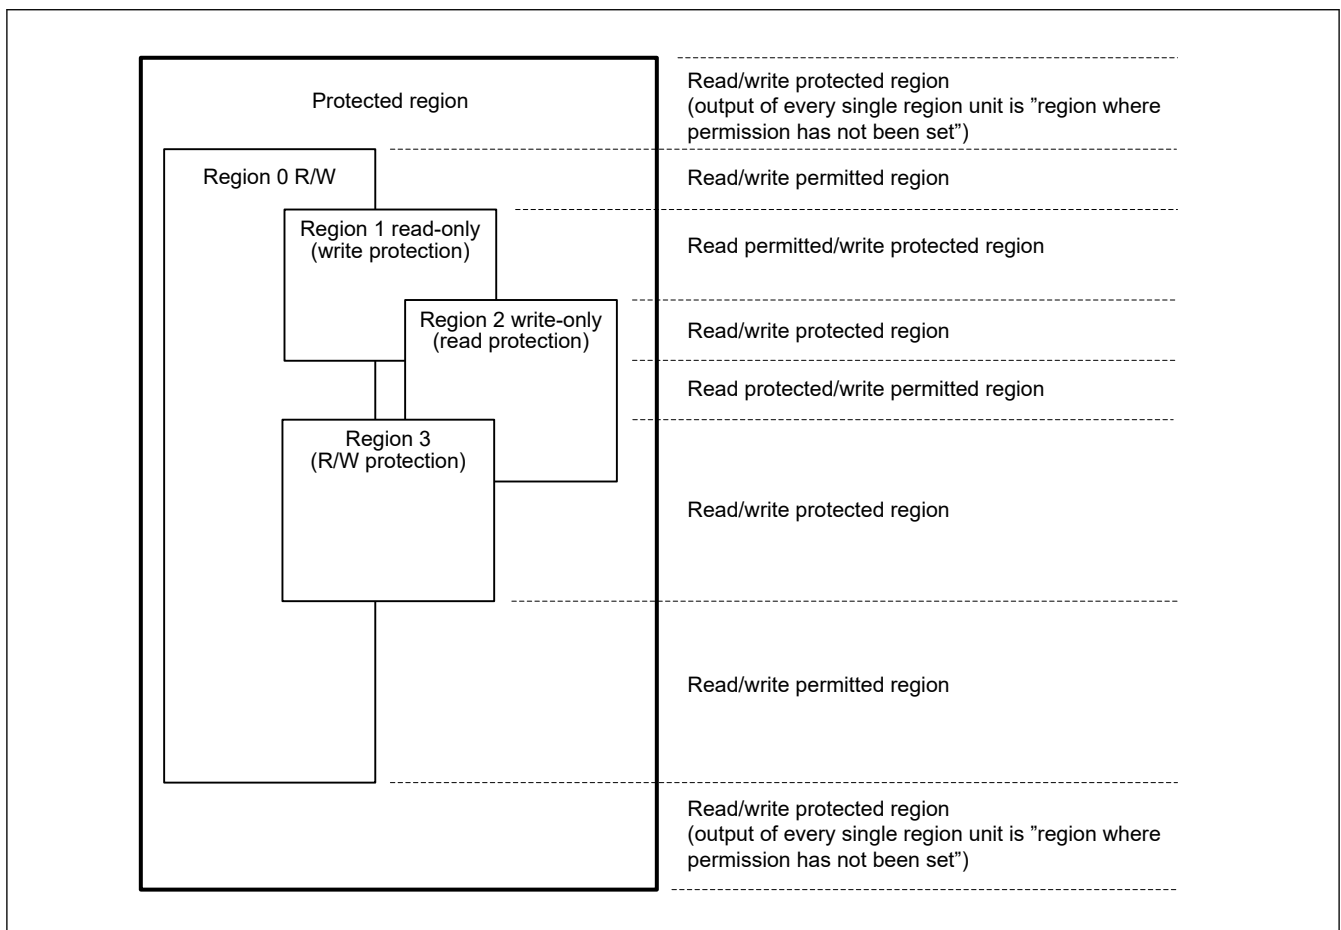 Protected region
Read/write protected region
(output of every single region unit is ”region where
permission has not been set”)
Region 0 R/W
Read/write permitted region
Region 1 read-only
(write protection)
Read permitted/write protected region
Region 2 write-only
(read protection)
Read/write protected region
Read protected/write permitted region
Region 3
(R/W protection)
Read/write protected region
Read/write permitted region
Read/write protected region
(output of every single region unit is ”region where
permission has not been set”)